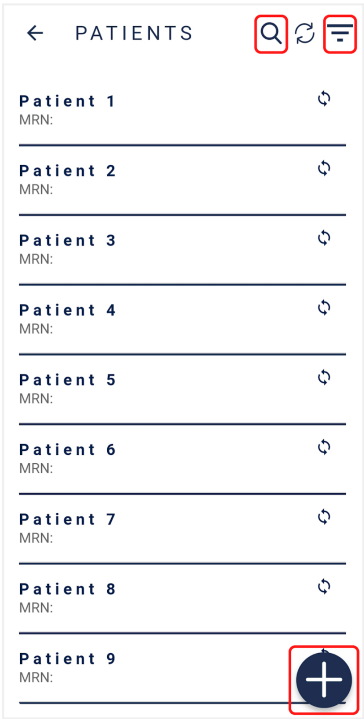 PATIENTS
Patient 1
MRN:
Patient 2
MRN:
Patient 3
MRN:
Patient 4
MRN:
Patient 5
MRN:
Patient 6
MRN:
Patient 7
MRN:
Patient 8
MRN:
Patient 9
MRN: